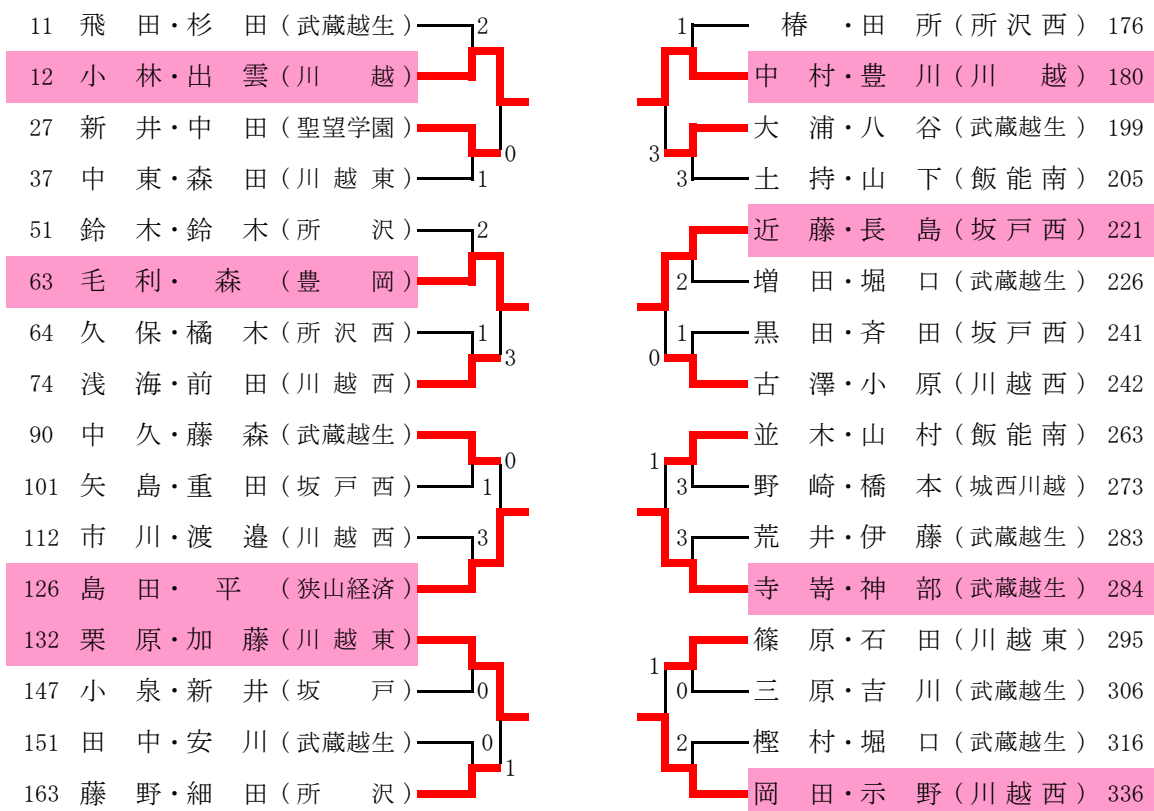 11 飛 田・杉 田 (武蔵越生) 2
12 小 林・出 雲 (川 越)
27 新 井・中 田 (聖望学園) 0
37 中 東・森 田 (川越東) 1
51 鈴 木・鈴 木 (所 沢) 2
63 毛 利・ 森 (豊 岡)
64 久 保・橘 木 (所沢西) 1
3
74 浅 海・前 田 (川越西)
90 中 久・藤 森 (武蔵越生) 0
101 矢 島・重 田 (坂戸西) 1
112 市 川・渡 邉 (川越西) 3
126 島 田・ 平 (狭山経済)
132 栗 原・加 藤 (川越東)
147 小 泉・新 井 (坂 戸) 0
151 田 中・安 川 (武蔵越生) 0
1
163 藤 野・細 田 (所 沢)
1 椿 ・田 所 (所沢西) 176
中 村・豊 川 (川 越) 180
3 大 浦・八 谷 (武蔵越生) 199
3 土 持・山 下 (飯能南) 205
近 藤・長 島 (坂戸西) 221
2 増 田・堀 口 (武蔵越生) 226
1 黒 田・斉 田 (坂戸西) 241
0
古 澤・小 原 (川越西) 242
1 並 木・山 村 (飯能南) 263
3 野 崎・橋 本 (城西川越) 273
3 荒 井・伊 藤 (武蔵越生) 283
寺 嵜・神 部 (武蔵越生) 284
1 篠 原・石 田 (川越東) 295
0 三 原・吉 川 (武蔵越生) 306
2 樫 村・堀 口 (武蔵越生) 316
岡 田・示 野 (川越西) 336